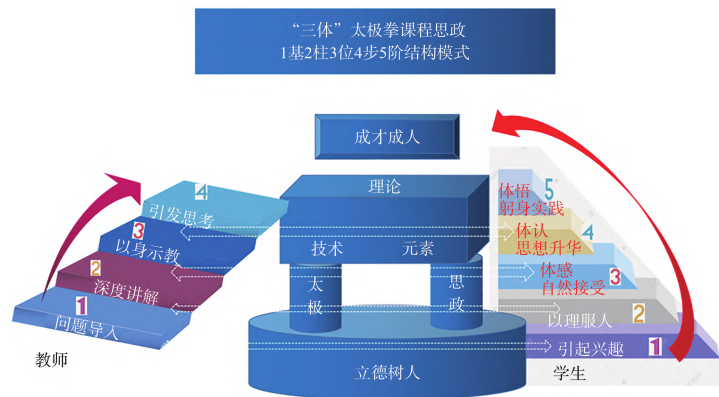 “三体”太极拳课程思政
1基2柱3位4步5阶结构模式
成才成人
4
引发思考
3
以身示教
2
深度讲解
1
问题导入
教师
理论
技术 元素
太极
思政
立德树人
5
体悟
躬身实践
4
体认
思想升华
3
体感
自然接受
2
以理服人
1
引起兴趣
学生